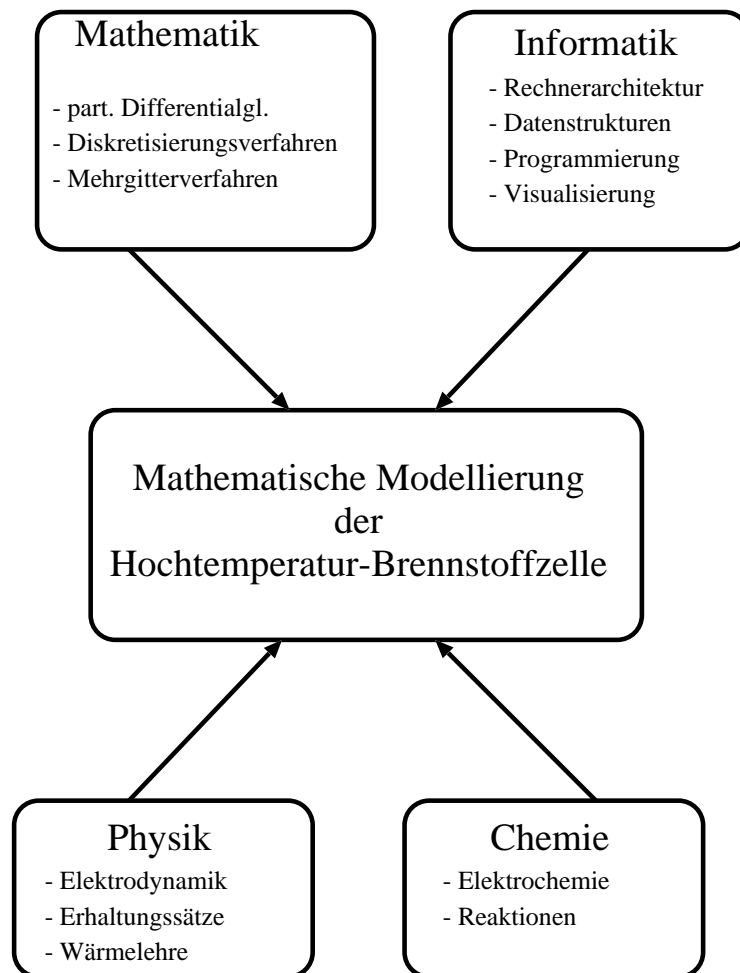 Mathematik
- part. Differentialgl.
- Diskretisierungsverfahren
- Mehrgitterverfahren
Informatik
- Rechnerarchitektur
- Datenstrukturen
- Programmierung
- Visualisierung
Mathematische Modellierung
der
Hochtemperatur-Brennstoffzelle
Physik
- Elektrodynamik
- Erhaltungssätze
- Wärmelehre
Chemie
- Elektrochemie
- Reaktionen